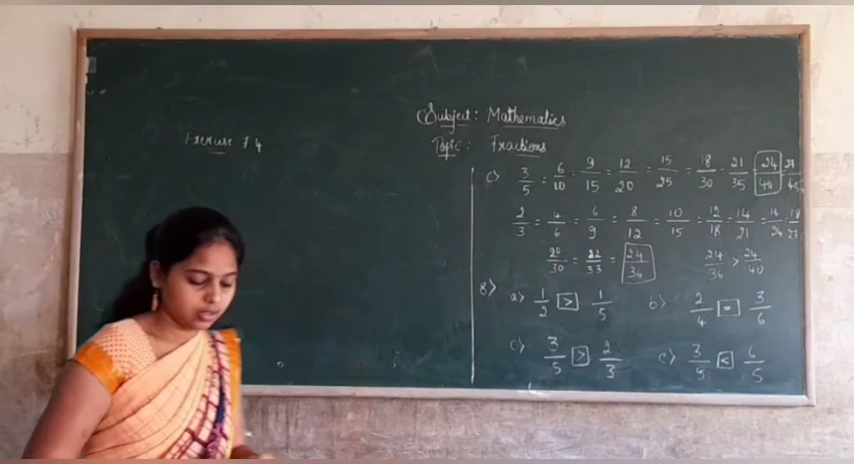 Exercise 7.4
Subject: Mathematics
Topic: Fractions
c) 3/5 = 6/10 = 9/15 = 12/20 = 15/25 = 18/30 = 21/35 = 24/40 = 27/45
2/3 = 4/6 = 6/9 = 8/12 = 10/15 = 12/18 = 14/21 = 16/24 = 18/27
20/30 = 22/33 = 24/36 24/36 > 24/40
8) a) 1/2 > 1/5 b) 2/4 = 3/6
c) 3/5 > 2/3 e) 3/5 < 6/5